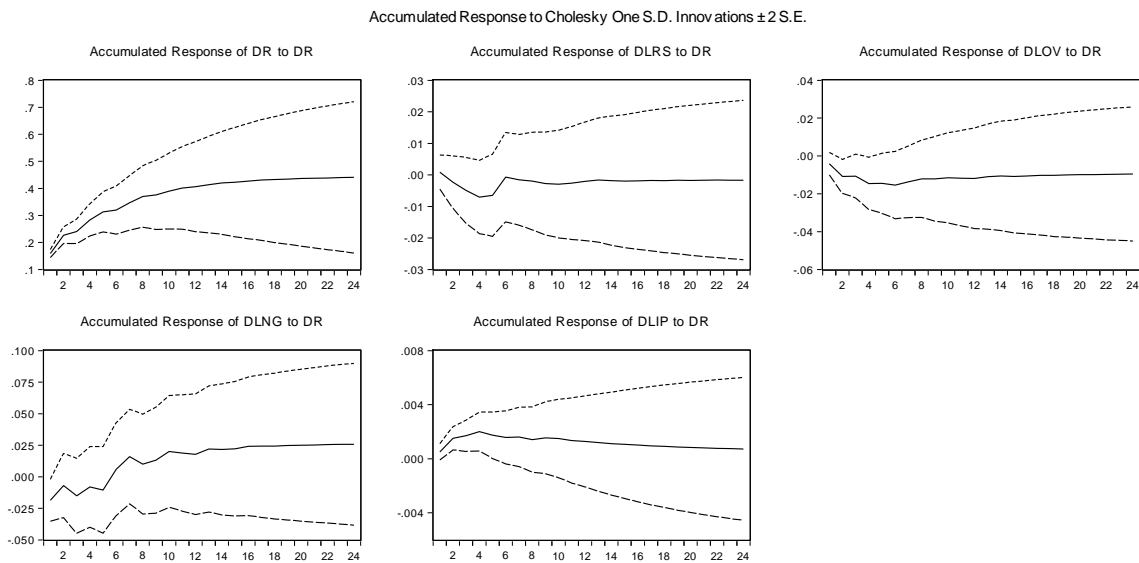 Accumulated Response to Cholesky One S.D. Innovations ± 2 S.E.
Accumulated Response of DR to DR
.8
.7
.6
.5
.4
.3
.2
.1
2 4 6 8 10 12 14 16 18 20 22 24
Accumulated Response of DLRS to DR
.03
.02
.01
.00
-.01
-.02
-.03
2 4 6 8 10 12 14 16 18 20 22 24
Accumulated Response of DLOV to DR
.04
.02
.00
-.02
-.04
-.06
2 4 6 8 10 12 14 16 18 20 22 24
Accumulated Response of DLNG to DR
.100
.075
.050
.025
.000
-.025
-.050
2 4 6 8 10 12 14 16 18 20 22 24
Accumulated Response of DLIP to DR
.008
.004
.000
-.004
2 4 6 8 10 12 14 16 18 20 22 24